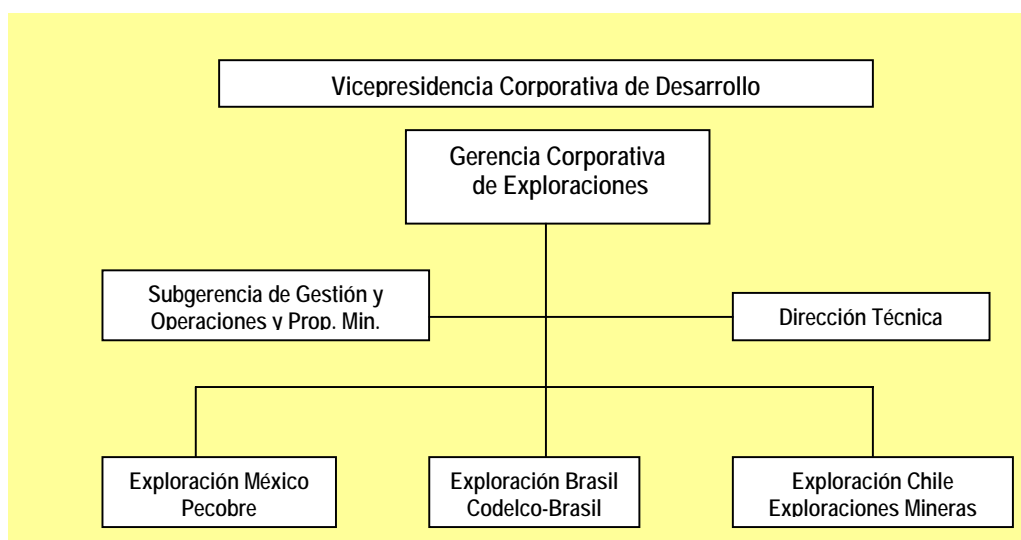 Vicepresidencia Corporativa de Desarrollo
Gerencia Corporativa
de Exploraciones
Subgerencia de Gestión y
Operaciones y Prop. Min.
Dirección Técnica
Exploración México
Pecobre
Exploración Brasil
Codelco-Brasil
Exploración Chile
Exploraciones Mineras